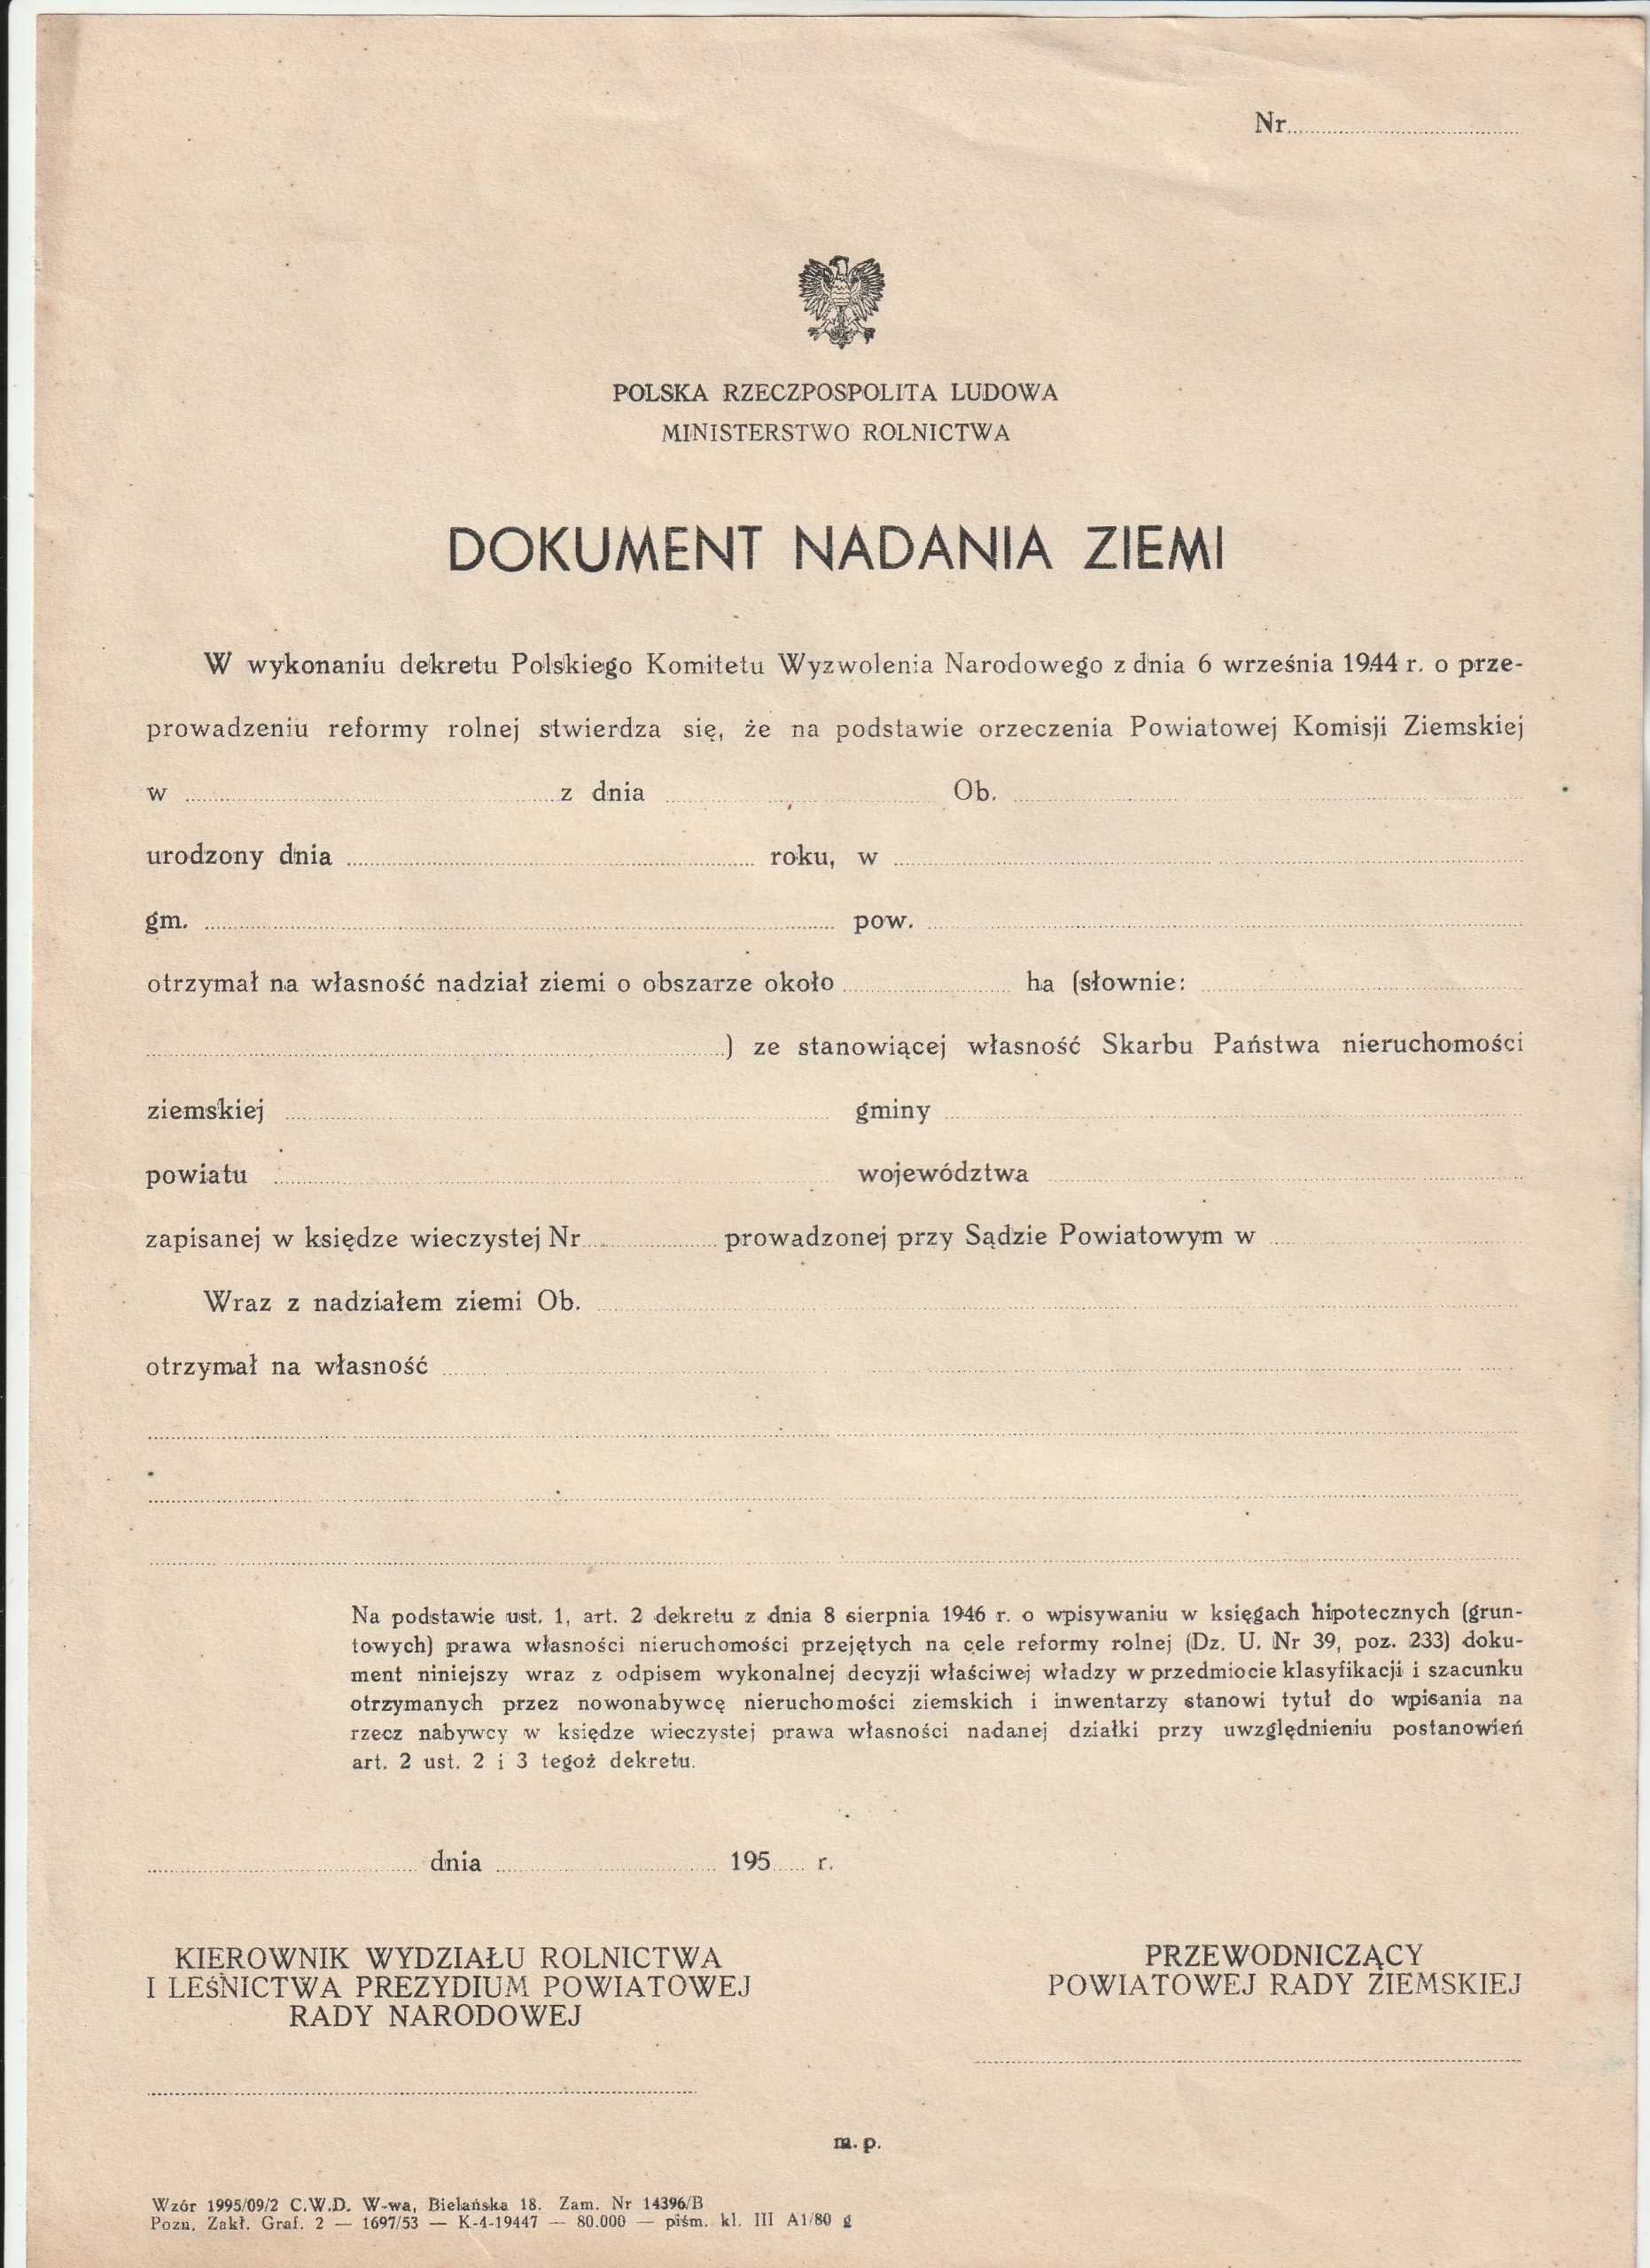 Nr
POLSKA RZECZPOSPOLITA LUDOWA
MINISTERSTWO ROLNICTWA
DOKUMENT NADANIA ZIEMI
W wykonaniu dekretu Polskiego Komitetu Wyzwolenia Narodowego z dnia 6 września 1944 r. o prze-
prowadzeniu reformy rolnej stwierdza się, że na podstawie orzeczenia Powiatowej Komisji Ziemskiej
w z dnia Ob.
urodzony dnia roku, w
gm. pow.
otrzymał na własność nadział ziemi o obszarze około ha (słownie:
) ze stanowiącej własność Skarbu Państwa nieruchomości
ziemskiej gminy
powiatu województwa
zapisanej w księdze wieczystej Nr prowadzonej przy Sądzie Powiatowym w
Wraz z nadziałem ziemi Ob.
otrzymał na własność
Na podstawie ust. 1, art. 2 dekretu z dnia 8 sierpnia 1946 r. o wpisywaniu w księgach hipotecznych (grun-
towych) prawa własności nieruchomości przejętych na cele reformy rolnej (Dz. U. Nr 39, poz. 233) doku-
ment niniejszy wraz z odpisem wykonalnej decyzji właściwej władzy w przedmiocie klasyfikacji i szacunku
otrzymanych przez nowonabywcę nieruchomości ziemskich i inwentarzy stanowi tytuł do wpisania na
rzecz nabywcy w księdze wieczystej prawa własności nadanej działki przy uwzględnieniu postanowień
art. 2 ust. 2 i 3 tegoż dekretu.
dnia 195 r.
KIEROWNIK WYDZIAŁU ROLNICTWA
I LEŚNICTWA PREZYDIUM POWIATOWEJ
RADY NARODOWEJ
PRZEWODNICZĄCY
POWIATOWEJ RADY ZIEMSKIEJ
m. p.
Wzór 1995/09/2 C.W.D. W-wa, Bielańska 18. Zam. Nr 14396/B
Pozn. Zakł. Graf. 2 — 1697/53 — K-4-19447 — 80.000 — piśm. kl. III A1/80 g